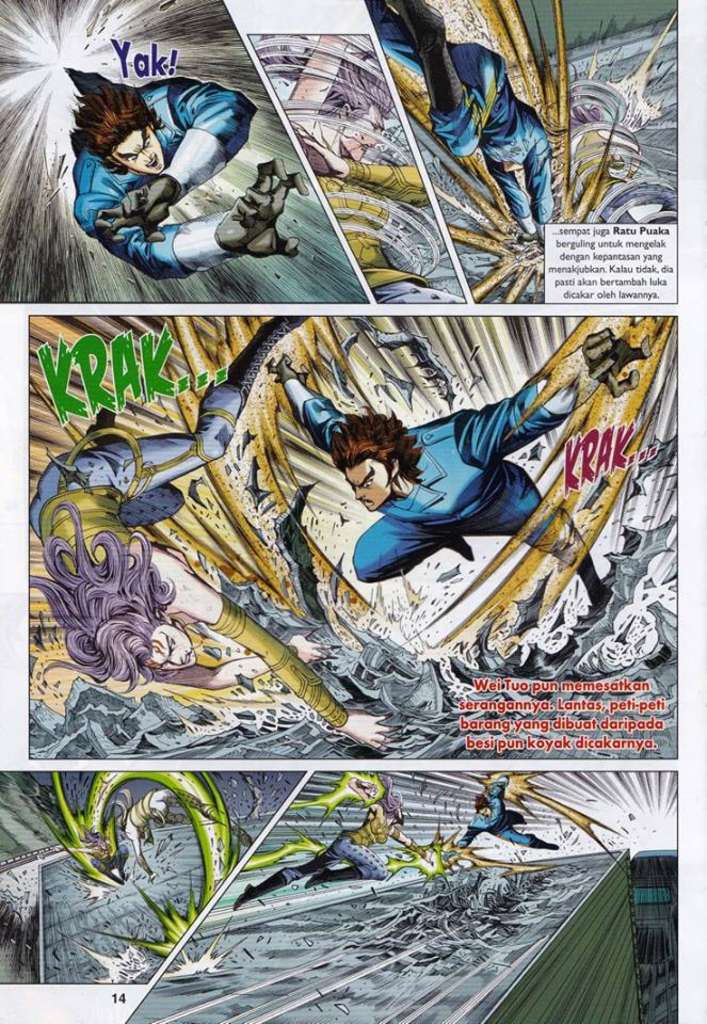 Yak!
...sempat juga Ratu Puaka
berguling untuk mengelak
dengan kepantasan yang
menakjubkan. Kalau tidak, dia
pasti akan bertambah luka
dicakar oleh lawannya.
KRAK...
KRAK...
Wei Tuo pun memesatkan
serangannya. Lantas, peti-peti
barang yang dibuat daripada
besi pun koyak dicakarnya.
14